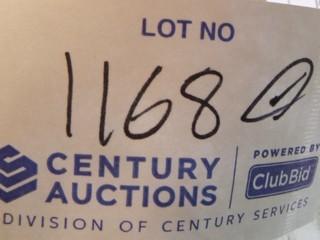 LOT NO
1168
CENTURY AUCTIONS
POWERED BY
ClubBid
DIVISION OF CENTURY SERVICES